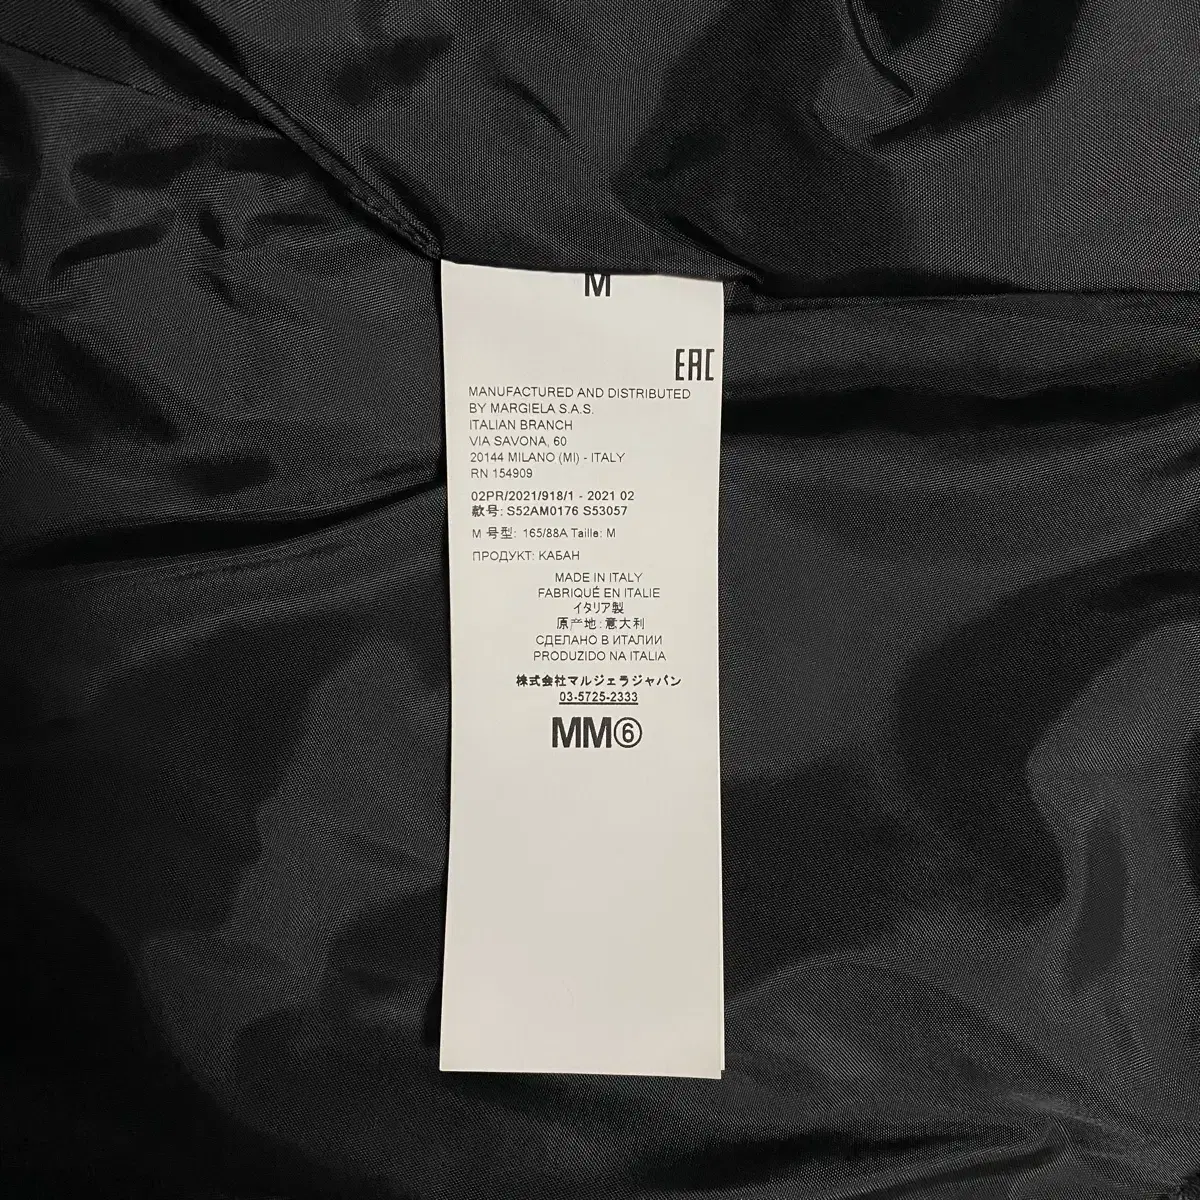 M
EAC
MANUFACTURED AND DISTRIBUTED
BY MARGIELA S.A.S.
ITALIAN BRANCH
VIA SAVONA, 60
20144 MILANO (MI) - ITALY
RN 154909
02PR/2021/918/1 - 2021 02
款号: S52AM0176 S53057
M 号型: 165/88A Taille: M
ПРОДУКТ: КАБАН
MADE IN ITALY
FABRIQUÉ EN ITALIE
イタリア製
原产地: 意大利
СДЕЛАНО В ИТАЛИИ
PRODUZIDO NA ITALIA
株式会社マルジェラジャパン
03-5725-2333
MM⑥